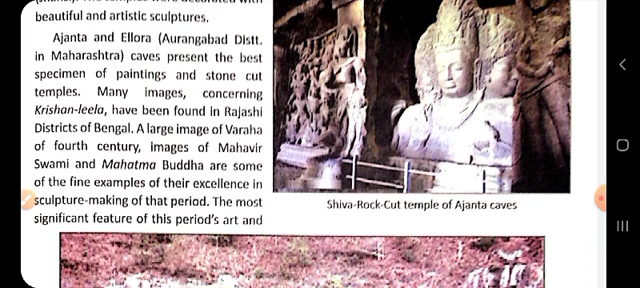 beautiful and artistic sculptures.
Ajanta and Ellora (Aurangabad Distt.
in Maharashtra) caves present the best
specimen of paintings and stone cut
temples. Many images, concerning
Krishan-leela, have been found in Rajashi
Districts of Bengal. A large image of Varaha
of fourth century, images of Mahavir
Swami and Mahatma Buddha are some
of the fine examples of their excellence in
sculpture-making of that period. The most
significant feature of this period's art and
Shiva-Rock-Cut temple of Ajanta caves